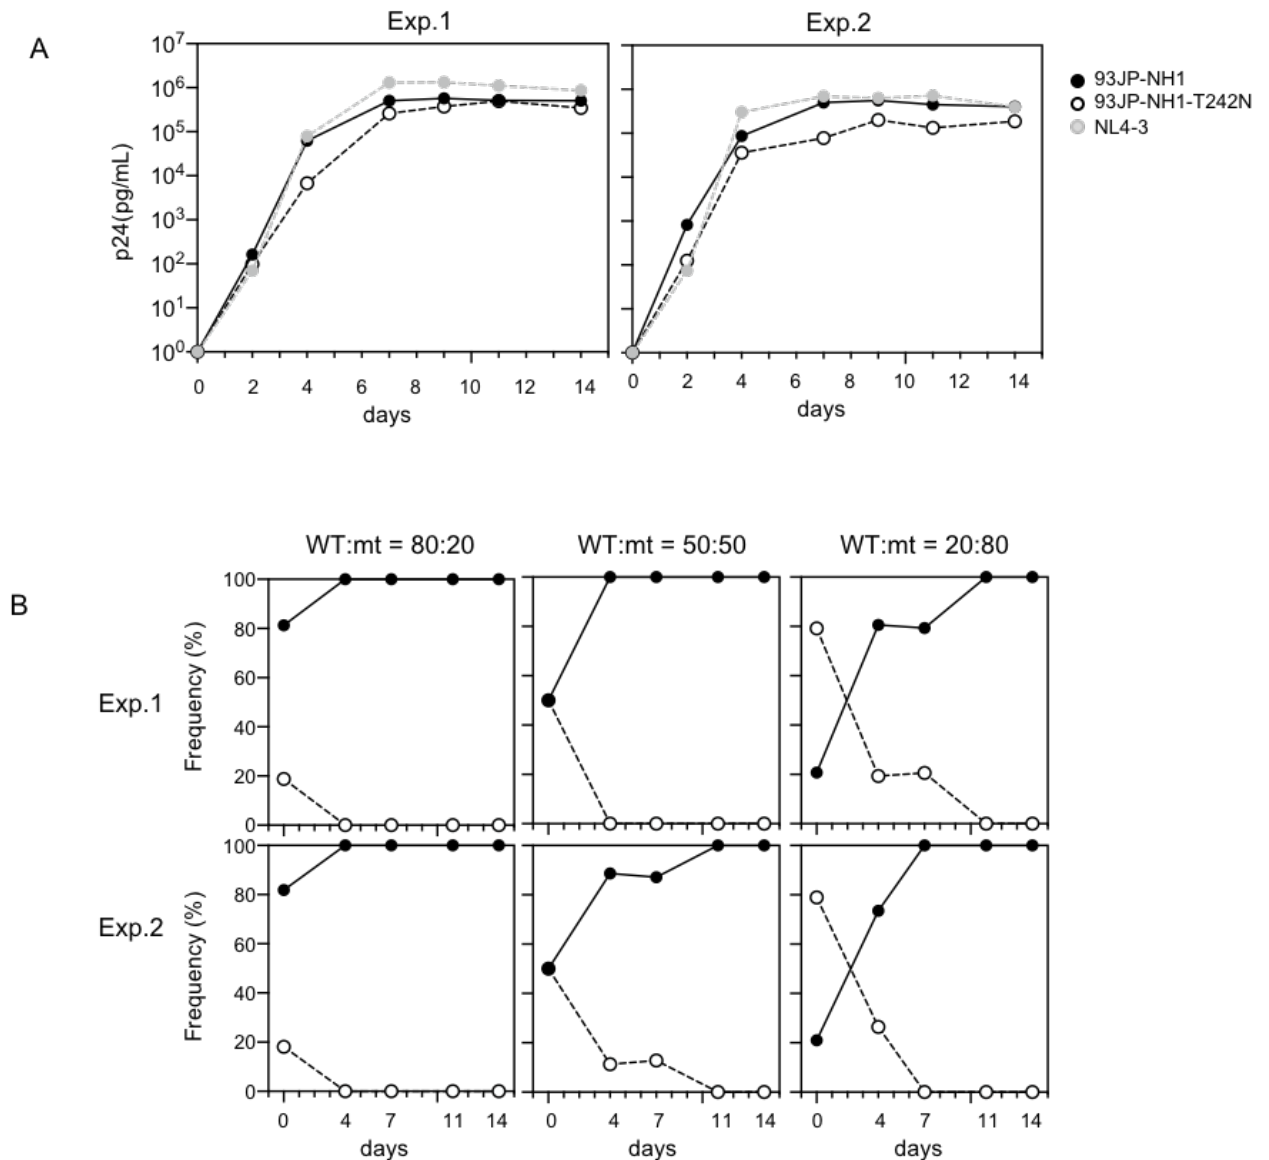 A
Exp.1
Exp.2
10^7
10^6
10^5
10^4
10^3
10^2
10^1
10^0
p24(pg/mL)
0 2 4 6 8 10 12 14
days
0 2 4 6 8 10 12 14
days
93JP-NH1
93JP-NH1-T242N
NL4-3
B
WT:mt = 80:20
WT:mt = 50:50
WT:mt = 20:80
Exp.1
Frequency (%)
100
80
60
40
20
0
Exp.2
Frequency (%)
100
80
60
40
20
0
0 4 7 11 14
days
0 4 7 11 14
days
0 4 7 11 14
days